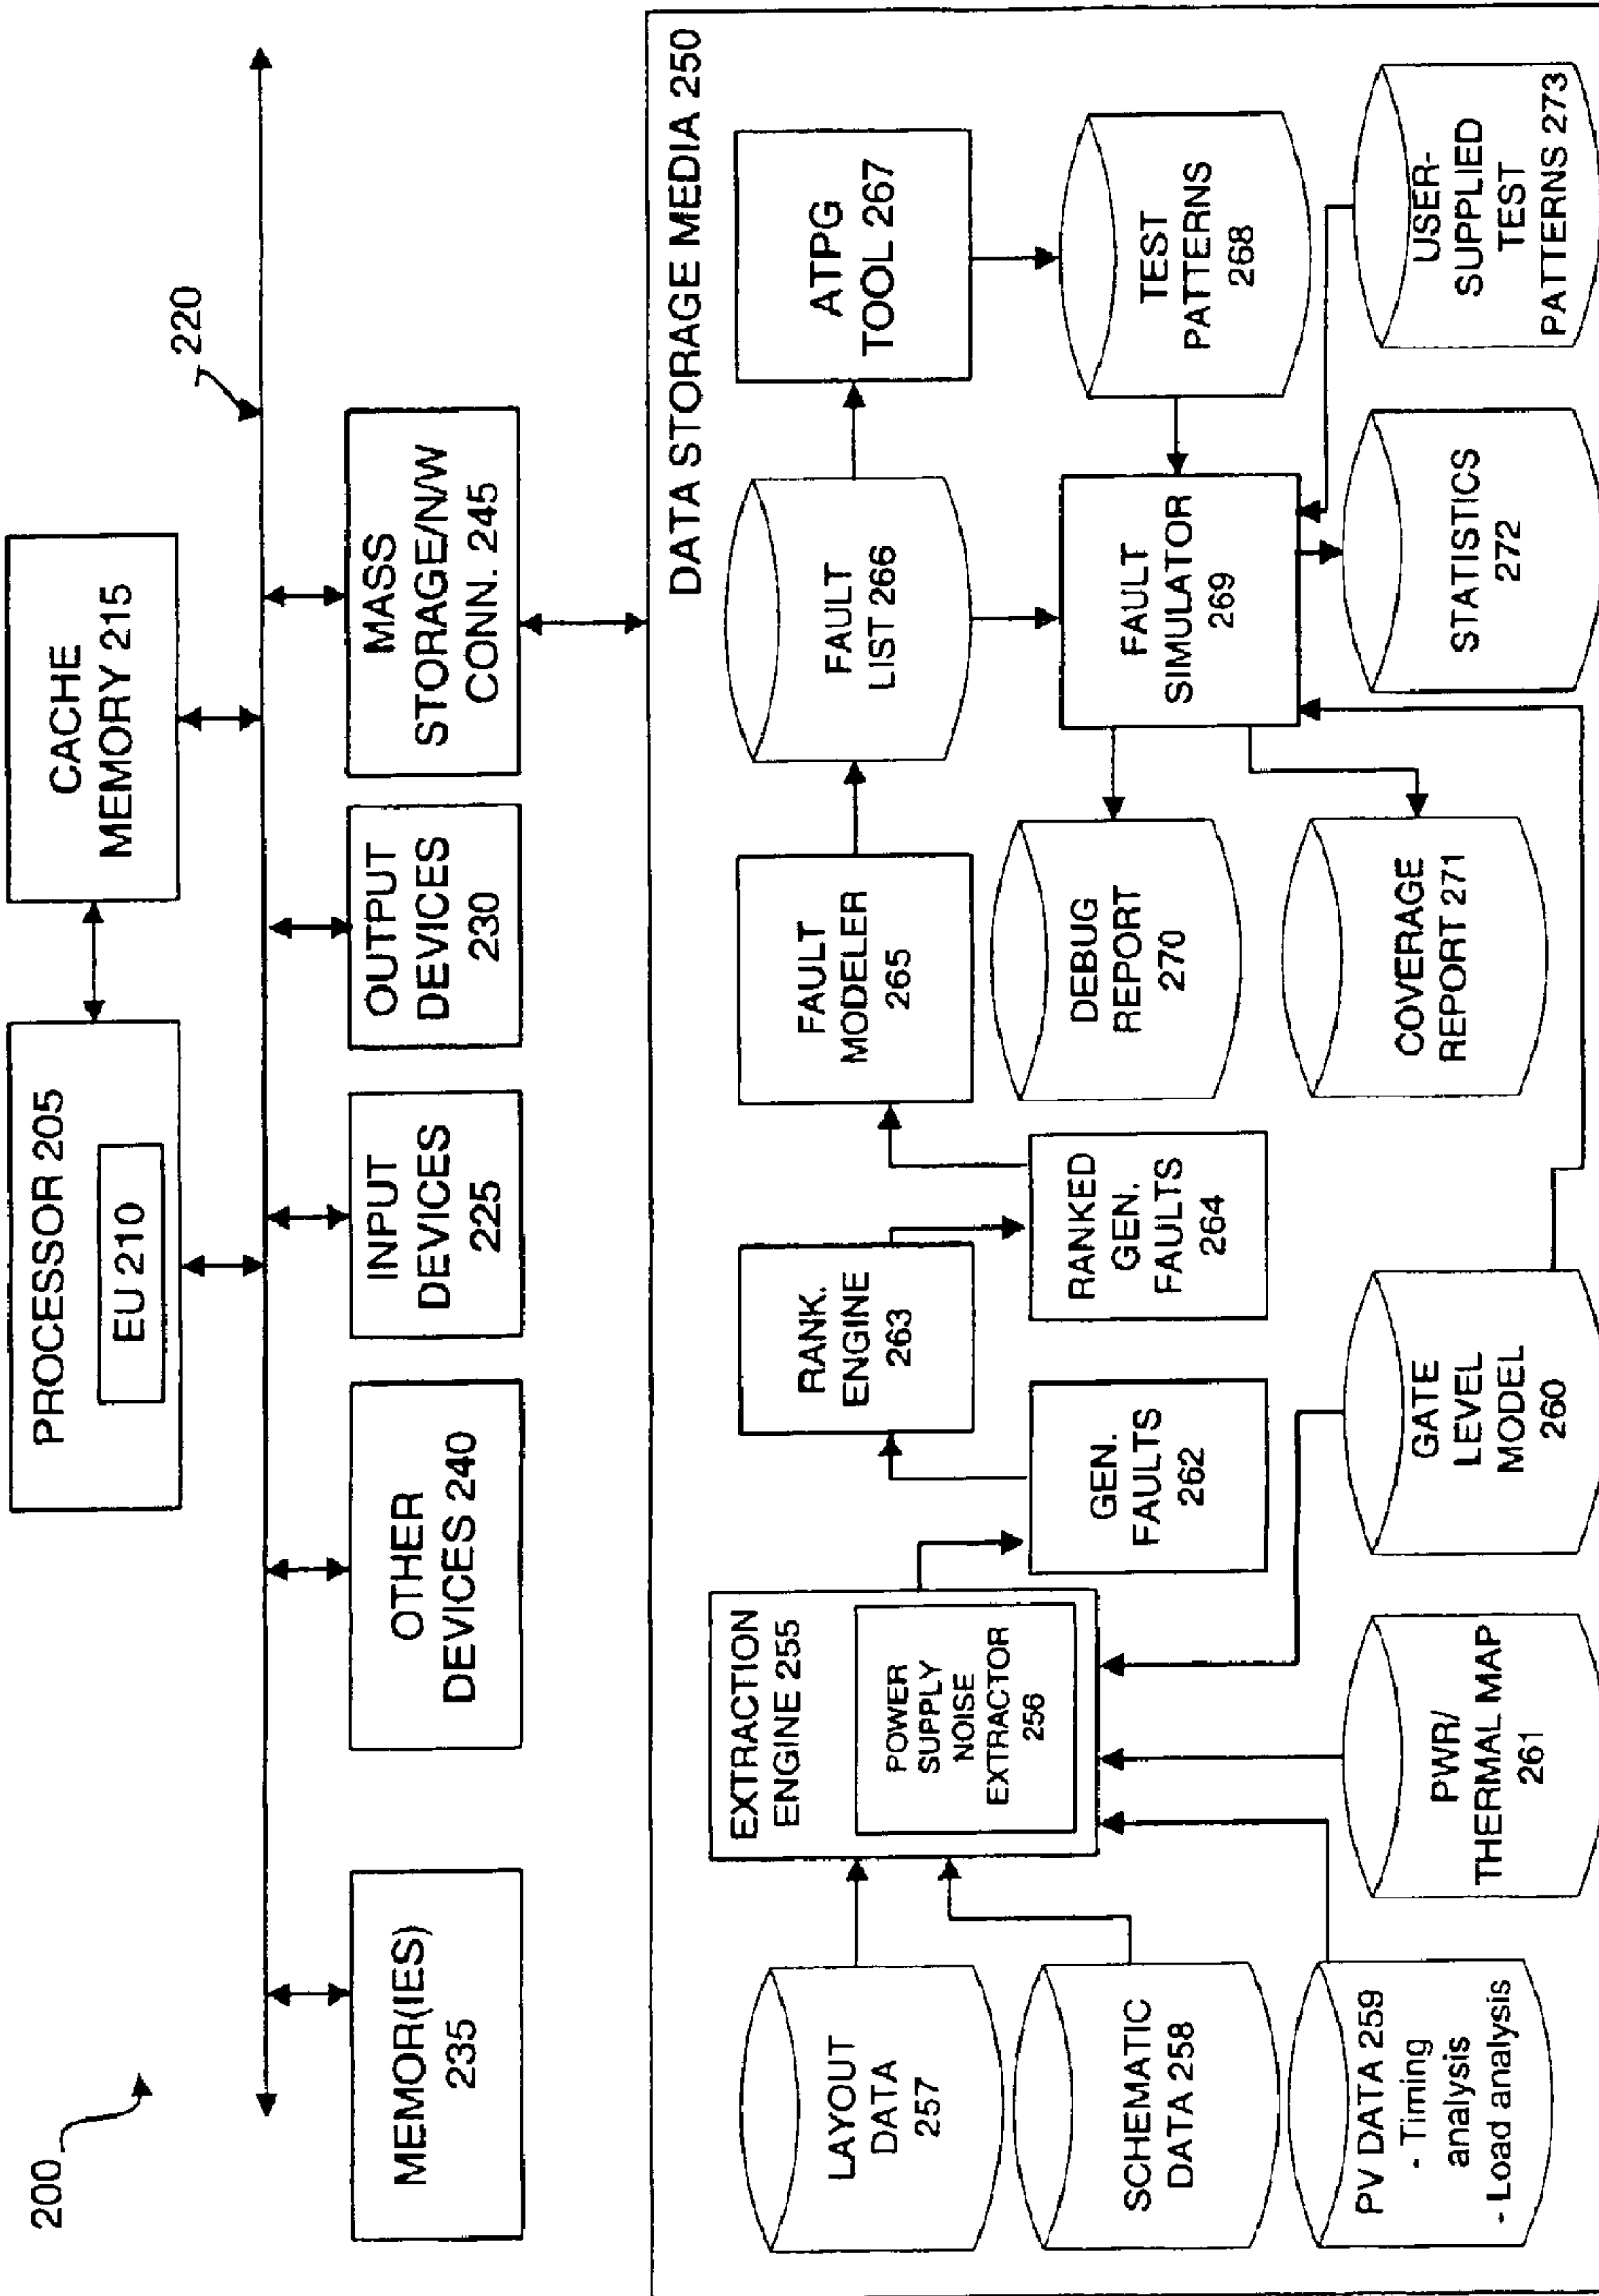 200
PROCESSOR 205
EU 210
CACHE
MEMORY 215
220
MEMOR(IES)
235
OTHER
DEVICES 240
INPUT
DEVICES
225
OUTPUT
DEVICES
230
MASS
STORAGE/N/W
CONN. 245
DATA STORAGE MEDIA 250
LAYOUT
DATA
257
SCHEMATIC
DATA 258
PV DATA 259
- Timing
analysis
- Load analysis
EXTRACTION
ENGINE 255
POWER
SUPPLY
NOISE
EXTRACTOR
256
PWR/
THERMAL MAP
261
GEN.
FAULTS
262
GATE
LEVEL
MODEL
260
RANK.
ENGINE
263
RANKED
GEN.
FAULTS
264
FAULT
MODELER
265
DEBUG
REPORT
270
COVERAGE
REPORT 271
FAULT
LIST 266
FAULT
SIMULATOR
269
STATISTICS
272
ATPG
TOOL 267
TEST
PATTERNS
268
USER-
SUPPLIED
TEST
PATTERNS 273